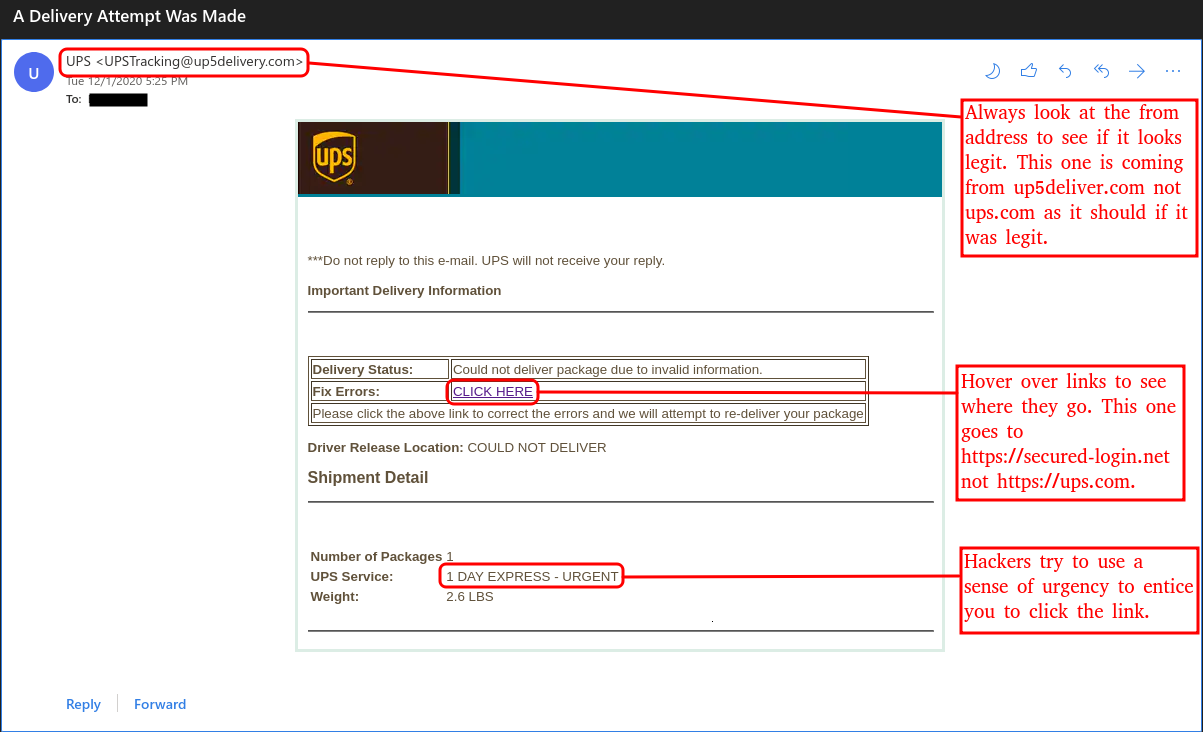 A Delivery Attempt Was Made
U
UPS <UPSTracking@up5delivery.com>
Tue 12/1/2020 5:25 PM
To:
Always look at the from
address to see if it looks
legit. This one is coming
from up5deliver.com not
ups.com as it should if it
was legit.
ups
®
***Do not reply to this e-mail. UPS will not receive your reply.
Important Delivery Information
Delivery Status: Could not deliver package due to invalid information.
Fix Errors: CLICK HERE
Please click the above link to correct the errors and we will attempt to re-deliver your package
Hover over links to see
where they go. This one
goes to
https://secured-login.net
not https://ups.com.
Driver Release Location: COULD NOT DELIVER
Shipment Detail
Number of Packages 1
UPS Service: 1 DAY EXPRESS - URGENT
Weight: 2.6 LBS
Hackers try to use a
sense of urgency to entice
you to click the link.
Reply Forward